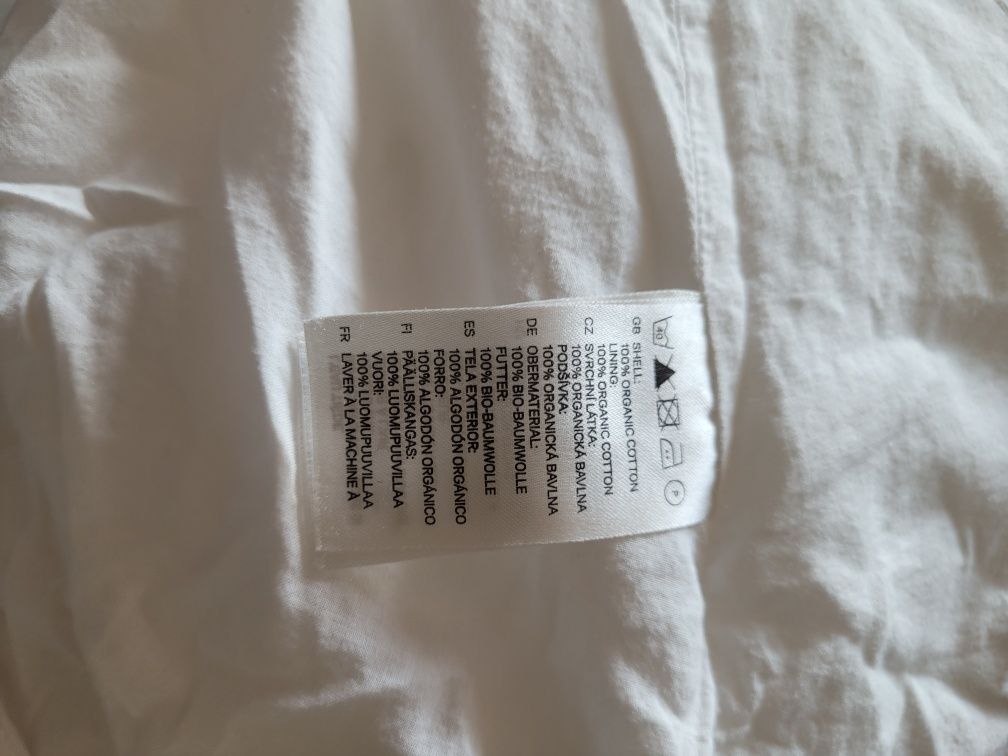 40
P
GB SHELL:
100% ORGANIC COTTON
LINING:
100% ORGANIC COTTON
CZ SVRCHNÍ LÁTKA:
100% ORGANICKÁ BAVLNA
PODŠÍVKA:
100% ORGANICKÁ BAVLNA
DE OBERMATERIAL:
100% BIO-BAUMWOLLE
FUTTER:
100% BIO-BAUMWOLLE
ES TELA EXTERIOR:
100% ALGODÓN ORGÁNICO
FORRO:
100% ALGODÓN ORGÁNICO
FI PÄÄLLISKANGAS:
100% LUOMUPUUVILLAA
VUORI:
100% LUOMUPUUVILLAA
FR LAVER À LA MACHINE À